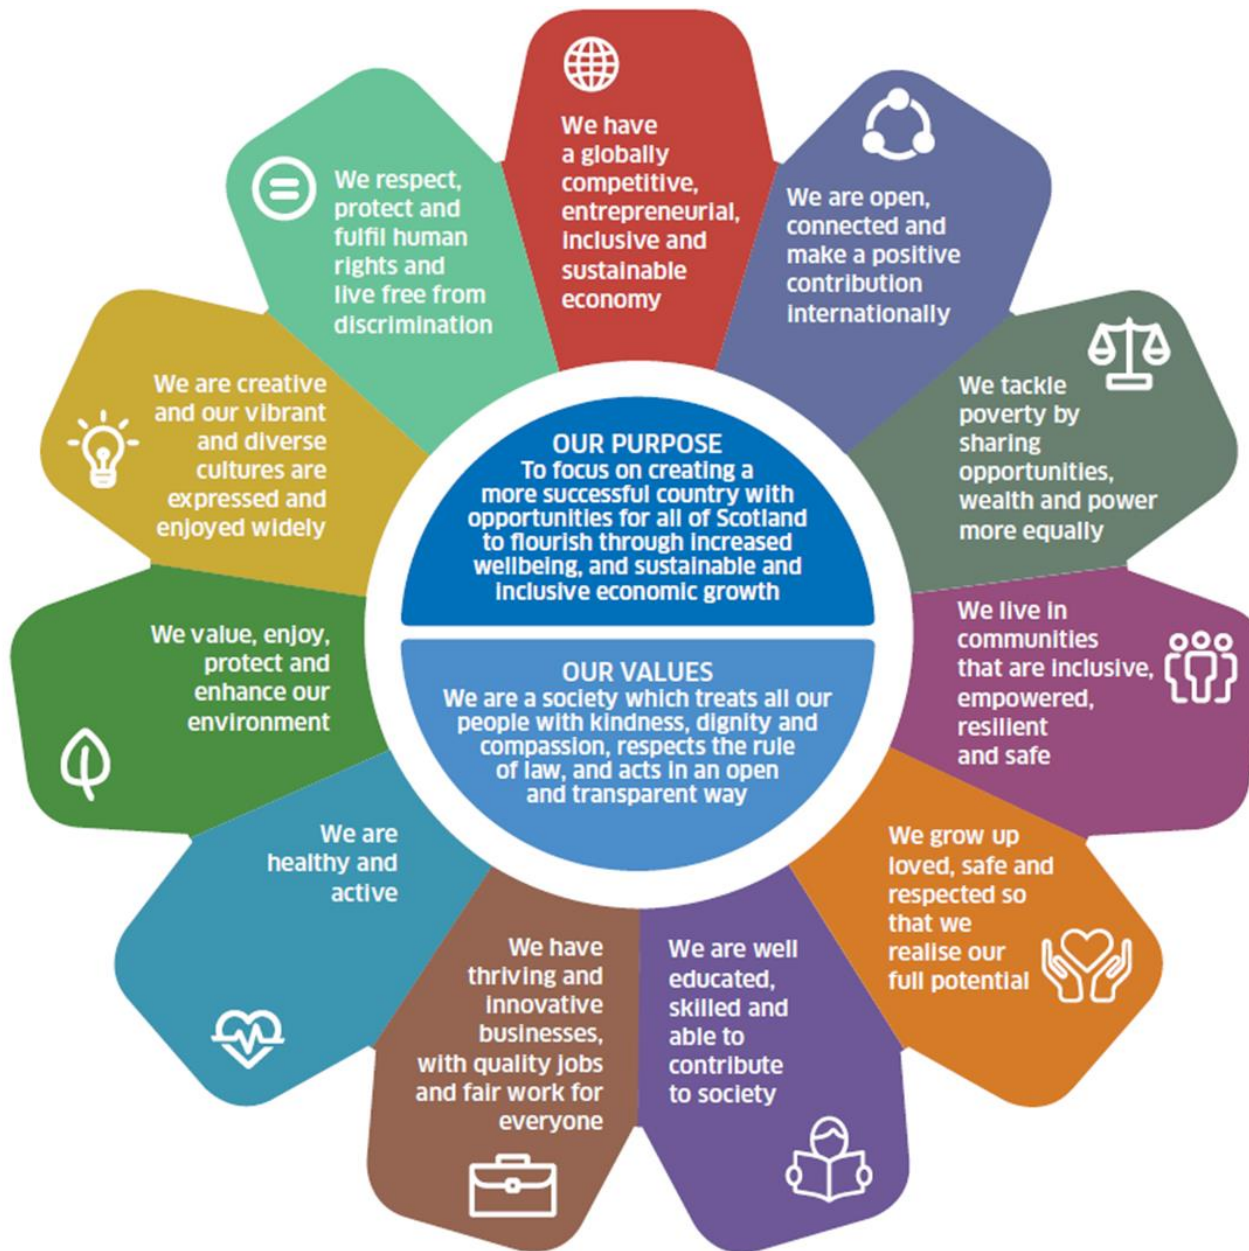 We have
a globally
competitive,
entrepreneurial,
inclusive and
sustainable
economy
We are open,
connected and
make a positive
contribution
internationally
We tackle
poverty by
sharing
opportunities,
wealth and power
more equally
We live in
communities
that are inclusive,
empowered,
resilient
and safe
We grow up
loved, safe and
respected so
that we
realise our
full potential
We are well
educated,
skilled and
able to
contribute
to society
We have
thriving and
innovative
businesses,
with quality jobs
and fair work for
everyone
We are
healthy and
active
We value, enjoy,
protect and
enhance our
environment
We are creative
and our vibrant
and diverse
cultures are
expressed and
enjoyed widely
We respect,
protect and
fulfil human
rights and
live free from
discrimination
OUR PURPOSE
To focus on creating a
more successful country with
opportunities for all of Scotland
to flourish through increased
wellbeing, and sustainable and
inclusive economic growth
OUR VALUES
We are a society which treats all our
people with kindness, dignity and
compassion, respects the rule
of law, and acts in an open
and transparent way